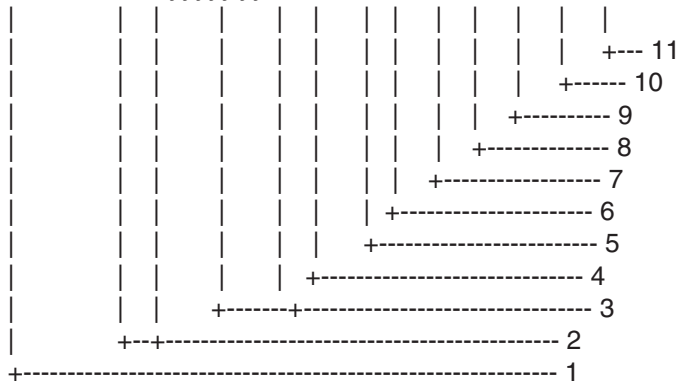 | | | | | | | | | | | | |
| | | | | | | | | | | | +--- 11
| | | | | | | | | | | +------ 10
| | | | | | | | | | +---------- 9
| | | | | | | | | +-------------- 8
| | | | | | | | +----------------- 7
| | | | | | | +--------------------- 6
| | | | | | +------------------------ 5
| | | | | +----------------------------- 4
| | | +-------+-------------------------------- 3
| +--+-------------------------------------------- 2
+----------------------------------------------------------- 1